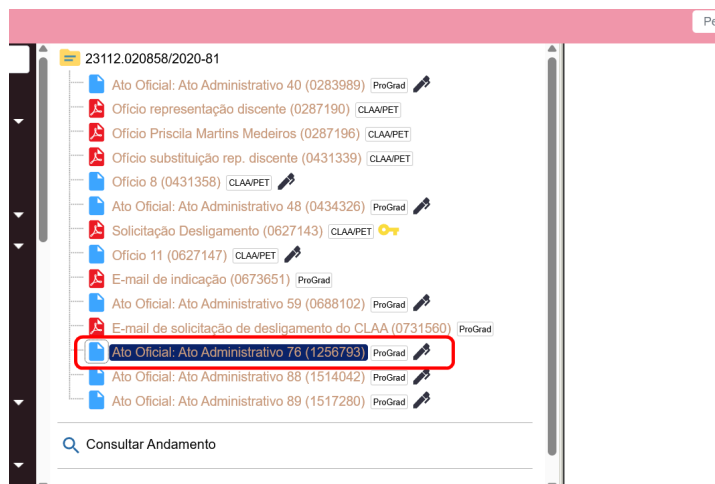 Pe
23112.020858/2020-81
Ato Oficial: Ato Administrativo 40 (0283989) ProGrad
Ofício representação discente (0287190) CLAA/PET
Ofício Priscila Martins Medeiros (0287196) CLAA/PET
Ofício substituição rep. discente (0431339) CLAA/PET
Ofício 8 (0431358) CLAA/PET
Ato Oficial: Ato Administrativo 48 (0434326) ProGrad
Solicitação Desligamento (0627143) CLAA/PET
Ofício 11 (0627147) CLAA/PET
E-mail de indicação (0673651) ProGrad
Ato Oficial: Ato Administrativo 59 (0688102) ProGrad
E-mail de solicitação de desligamento do CLAA (0731560) ProGrad
Ato Oficial: Ato Administrativo 76 (1256793) ProGrad
Ato Oficial: Ato Administrativo 88 (1514042) ProGrad
Ato Oficial: Ato Administrativo 89 (1517280) ProGrad
Consultar Andamento